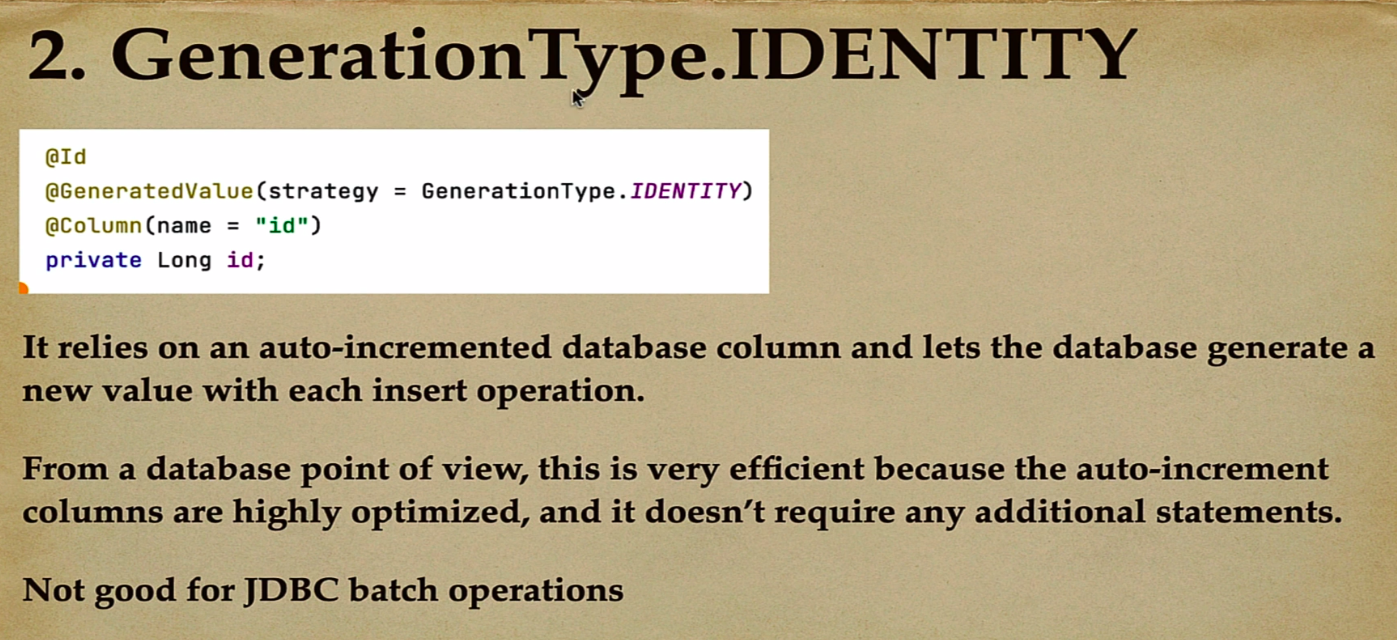 2. GenerationType.IDENTITY
@Id
@GeneratedValue(strategy = GenerationType.IDENTITY)
@Column(name = "id")
private Long id;
It relies on an auto-incremented database column and lets the database generate a
new value with each insert operation.
From a database point of view, this is very efficient because the auto-increment
columns are highly optimized, and it doesn’t require any additional statements.
Not good for JDBC batch operations